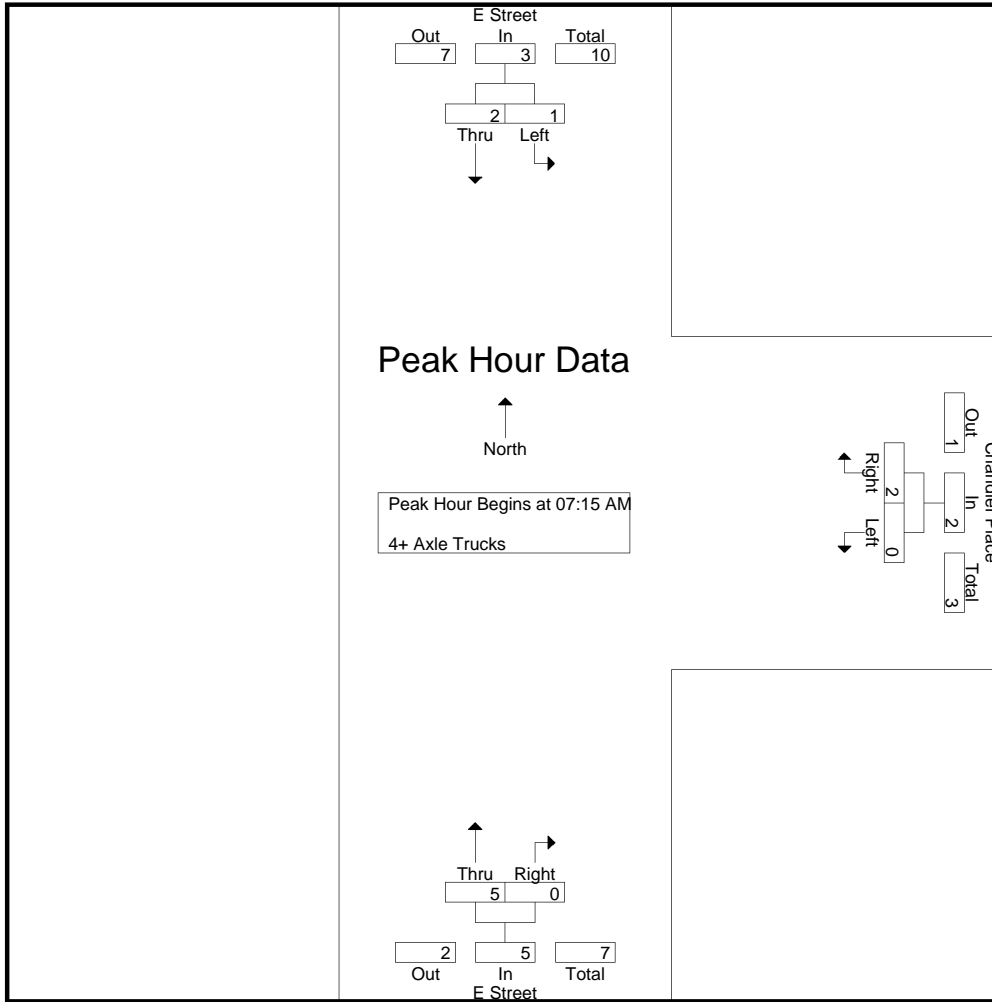 E Street
Out In Total
7 3 10
2 1
Thru Left
Peak Hour Data
North
Peak Hour Begins at 07:15 AM
4+ Axle Trucks
Chandler Place
Out In Total
1 2 3
Right Left
2 0
Thru Right
5 0
2 5 7
Out In Total
E Street